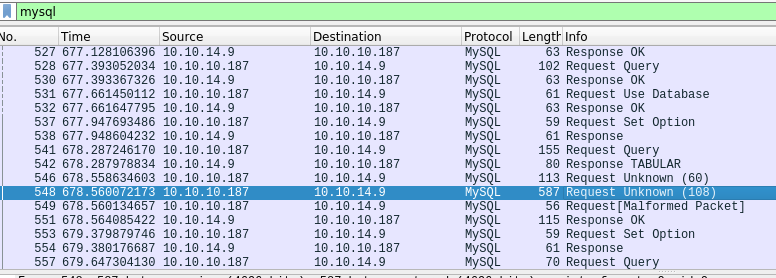 mysql
No. Time Source Destination Protocol Length Info
527 677.128106396 10.10.14.9 10.10.10.187 MySQL 63 Response OK
528 677.393052034 10.10.10.187 10.10.14.9 MySQL 102 Request Query
530 677.393367326 10.10.14.9 10.10.10.187 MySQL 63 Response OK
531 677.661450112 10.10.10.187 10.10.14.9 MySQL 61 Request Use Database
532 677.661647795 10.10.14.9 10.10.10.187 MySQL 63 Response OK
537 677.947693486 10.10.10.187 10.10.14.9 MySQL 59 Request Set Option
538 677.948604232 10.10.14.9 10.10.10.187 MySQL 61 Response
541 678.287246170 10.10.10.187 10.10.14.9 MySQL 155 Request Query
542 678.287978834 10.10.14.9 10.10.10.187 MySQL 80 Response TABULAR
546 678.558634603 10.10.10.187 10.10.14.9 MySQL 113 Request Unknown (60)
548 678.560072173 10.10.10.187 10.10.14.9 MySQL 587 Request Unknown (108)
549 678.560134657 10.10.10.187 10.10.14.9 MySQL 56 Request[Malformed Packet]
551 678.564085422 10.10.14.9 10.10.10.187 MySQL 115 Response OK
553 679.379879746 10.10.10.187 10.10.14.9 MySQL 59 Request Set Option
554 679.380176687 10.10.14.9 10.10.10.187 MySQL 61 Response
557 679.647304130 10.10.10.187 10.10.14.9 MySQL 70 Request Query